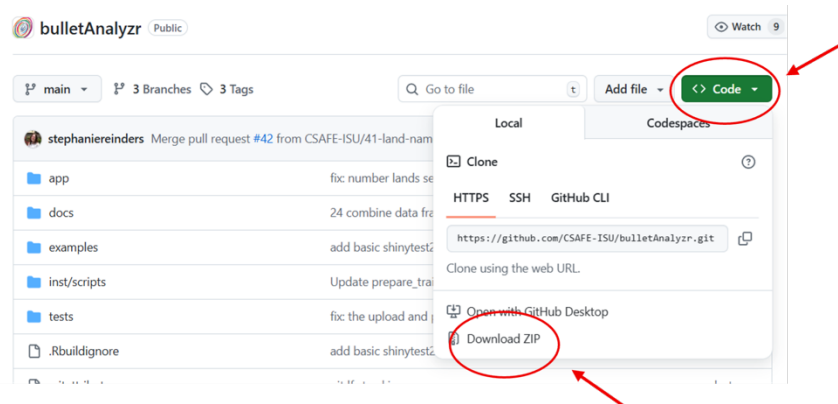 bulletAnalyzr Public Watch 9
main 3 Branches 3 Tags Go to file t Add file <> Code
Local Codespaces
stephaniereinders Merge pull request #42 from CSAFE-ISU/41-land-nam
Clone
app fix: number lands se
HTTPS SSH GitHub CLI
docs 24 combine data fra
https://github.com/CSAFE-ISU/bulletAnalyzr.git
examples add basic shinytest2
Clone using the web URL.
inst/scripts Update prepare_trai
Open with GitHub Desktop
tests fix: the upload and
Download ZIP
.Rbuildignore add basic shinytest2